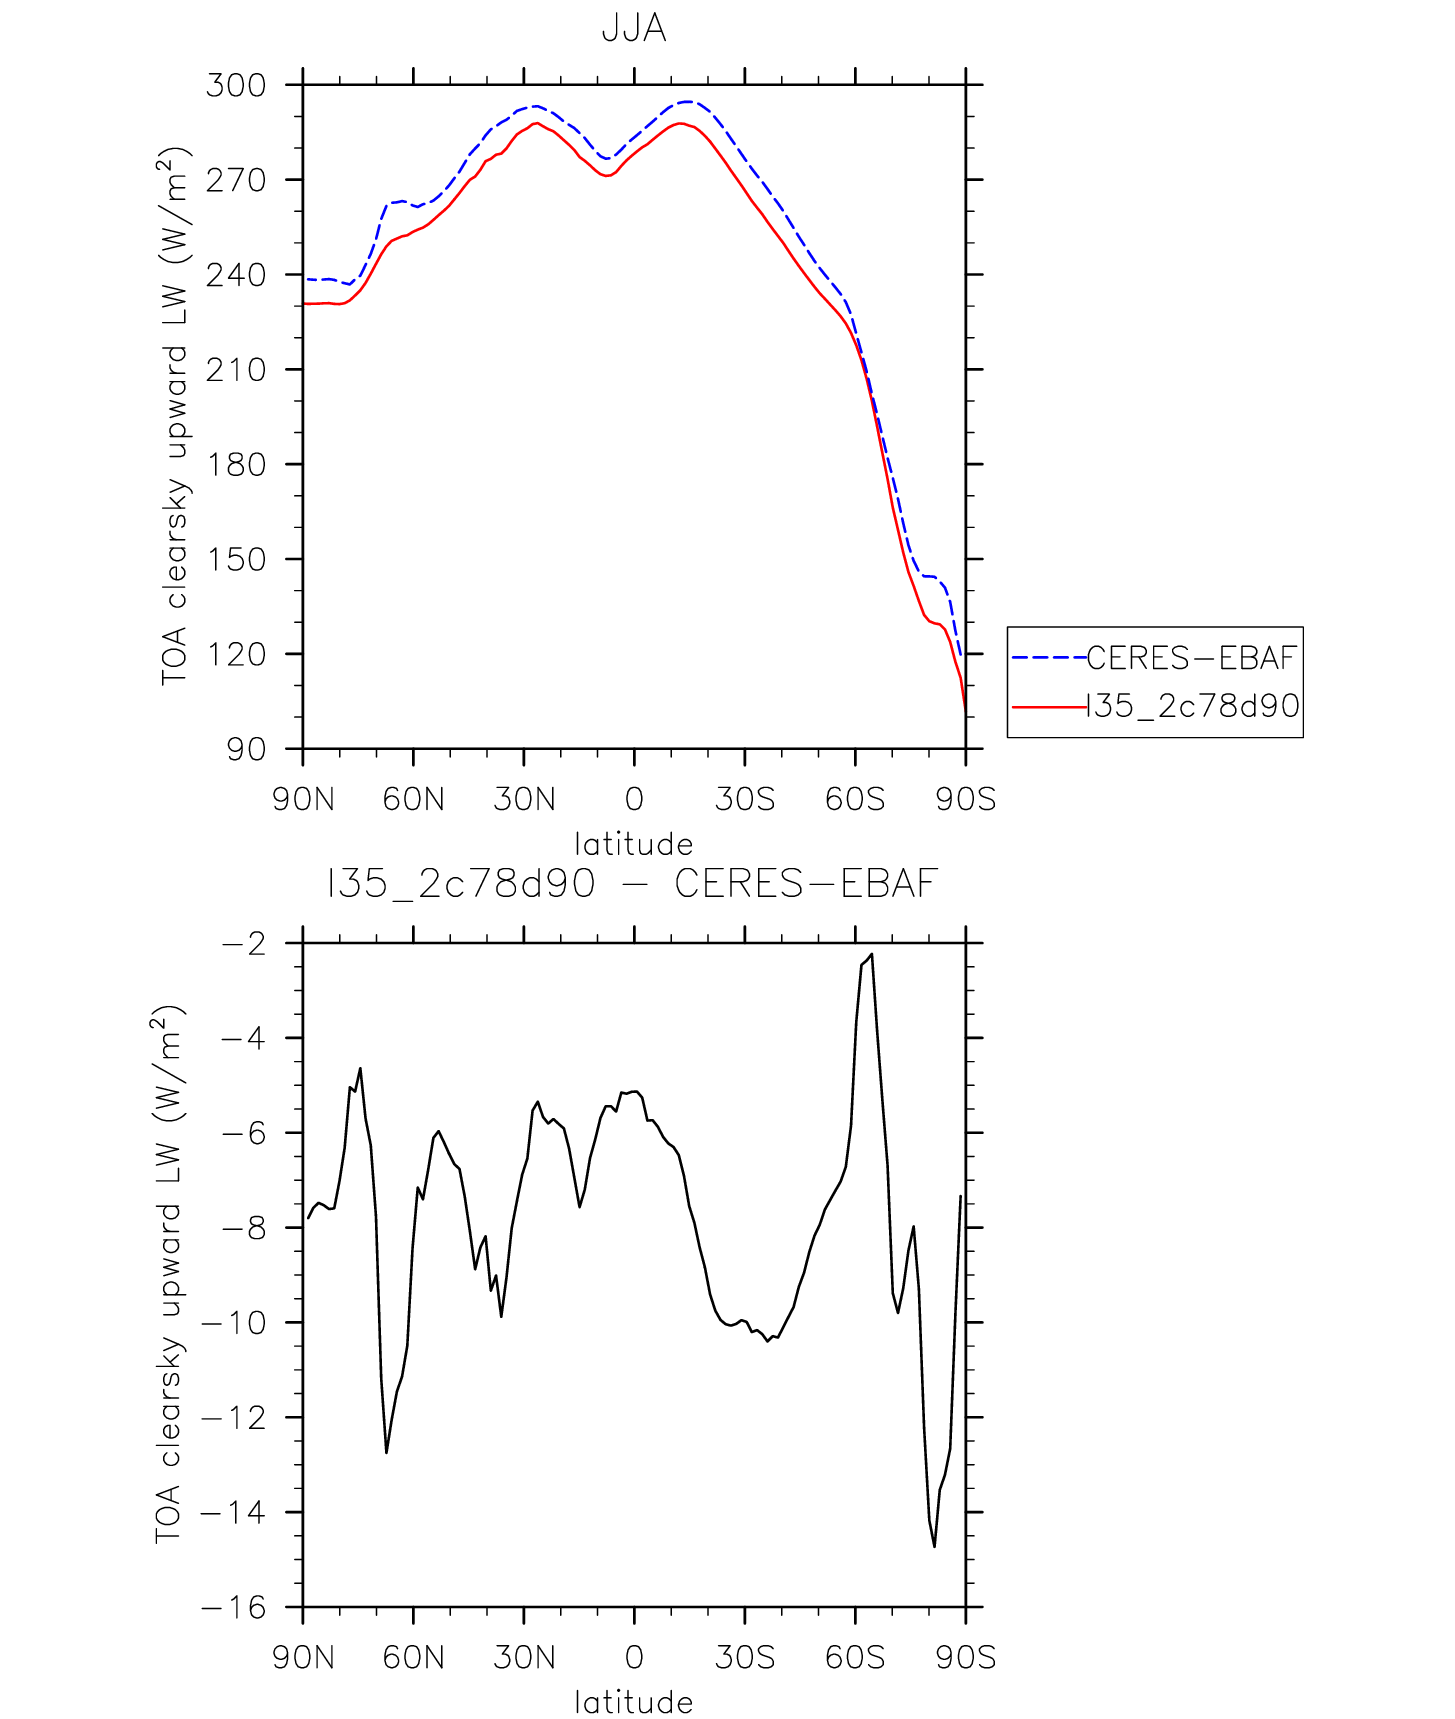 JJA
TOA clearsky upward LW (W/m²)
300
270
240
210
180
150
120
90
90N 60N 30N 0 30S 60S 90S
latitude
CERES-EBAF
I35_2c78d90
I35_2c78d90 - CERES-EBAF
TOA clearsky upward LW (W/m²)
-2
-4
-6
-8
-10
-12
-14
-16
90N 60N 30N 0 30S 60S 90S
latitude